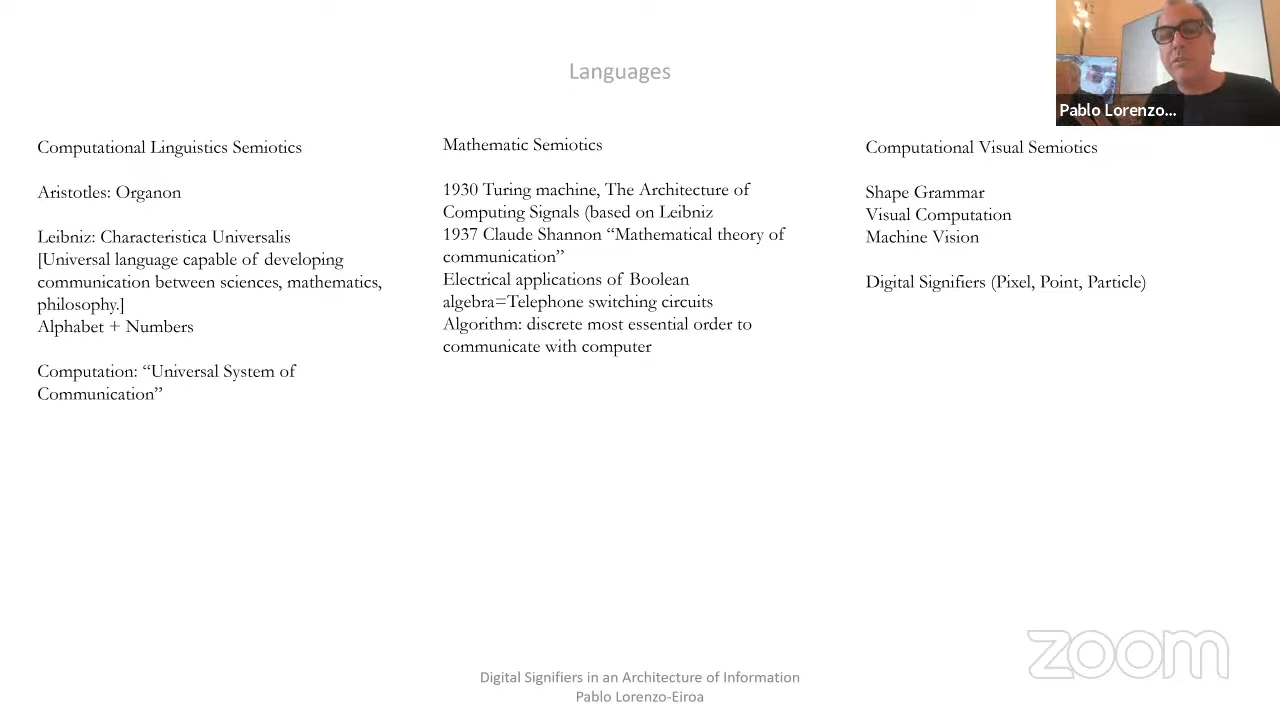 Languages
Pablo Lorenzo...
Computational Linguistics Semiotics
Aristotles: Organon
Leibniz: Characteristica Universalis
[Universal language capable of developing
communication between sciences, mathematics,
philosophy.]
Alphabet + Numbers
Computation: “Universal System of
Communication”
Mathematic Semiotics
1930 Turing machine, The Architecture of
Computing Signals (based on Leibniz
1937 Claude Shannon “Mathematical theory of
communication”
Electrical applications of Boolean
algebra=Telephone switching circuits
Algorithm: discrete most essential order to
communicate with computer
Computational Visual Semiotics
Shape Grammar
Visual Computation
Machine Vision
Digital Signifiers (Pixel, Point, Particle)
zoom
Digital Signifiers in an Architecture of Information
Pablo Lorenzo-Eiroa